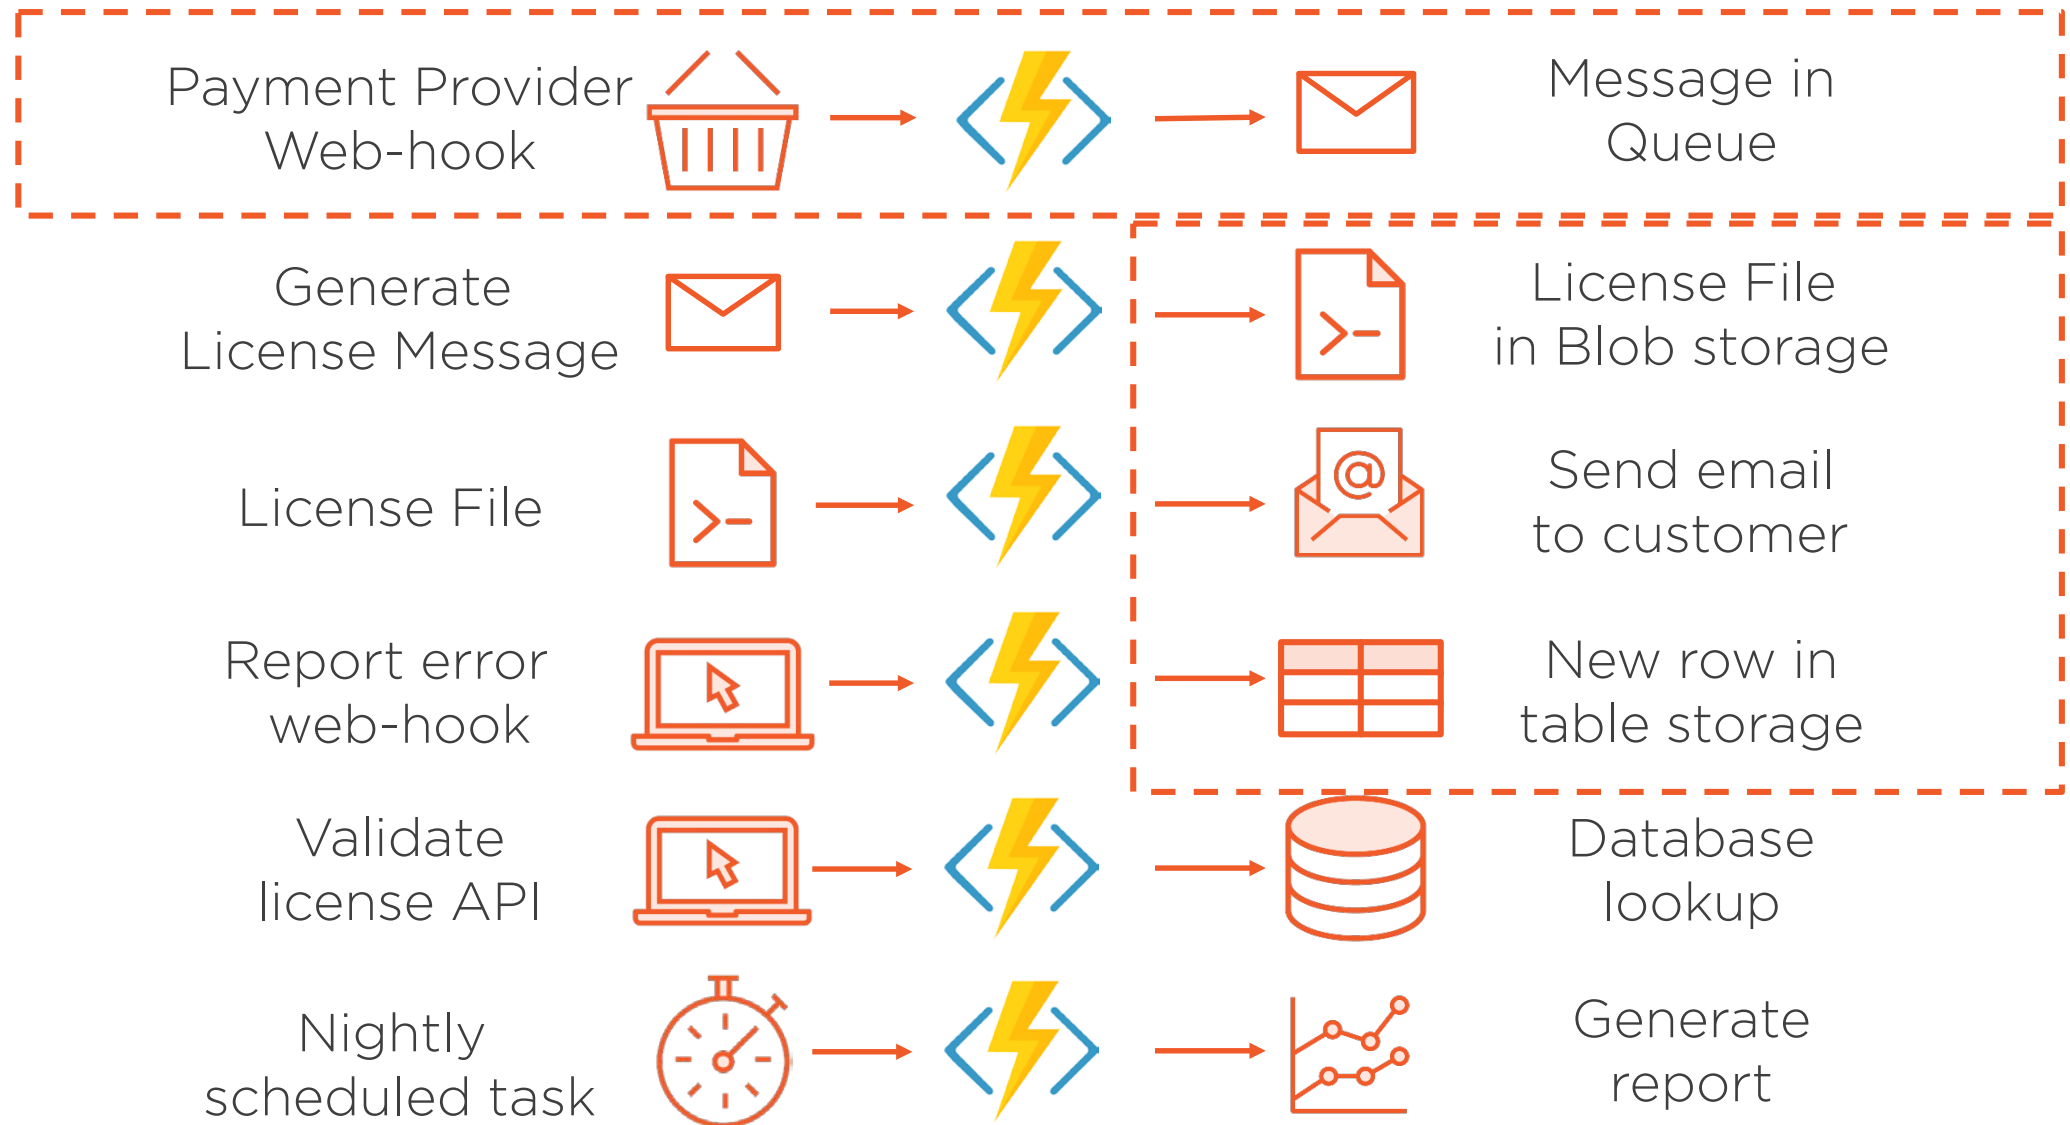 Payment Provider
Web-hook
Message in
Queue
Generate
License Message
License File
in Blob storage
License File
Send email
to customer
Report error
web-hook
New row in
table storage
Validate
license API
Database
lookup
Nightly
scheduled task
Generate
report